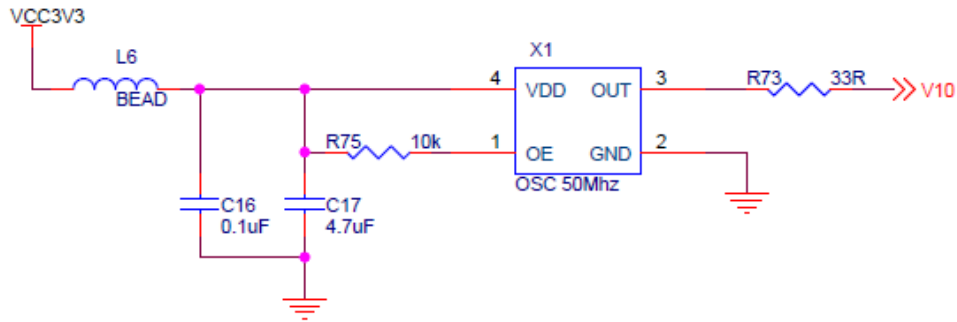 VCC3V3
L6
BEAD
X1
4 VDD OUT 3
R73 33R
V10
R75 10k
1 OE GND 2
OSC 50Mhz
C16
0.1uF
C17
4.7uF